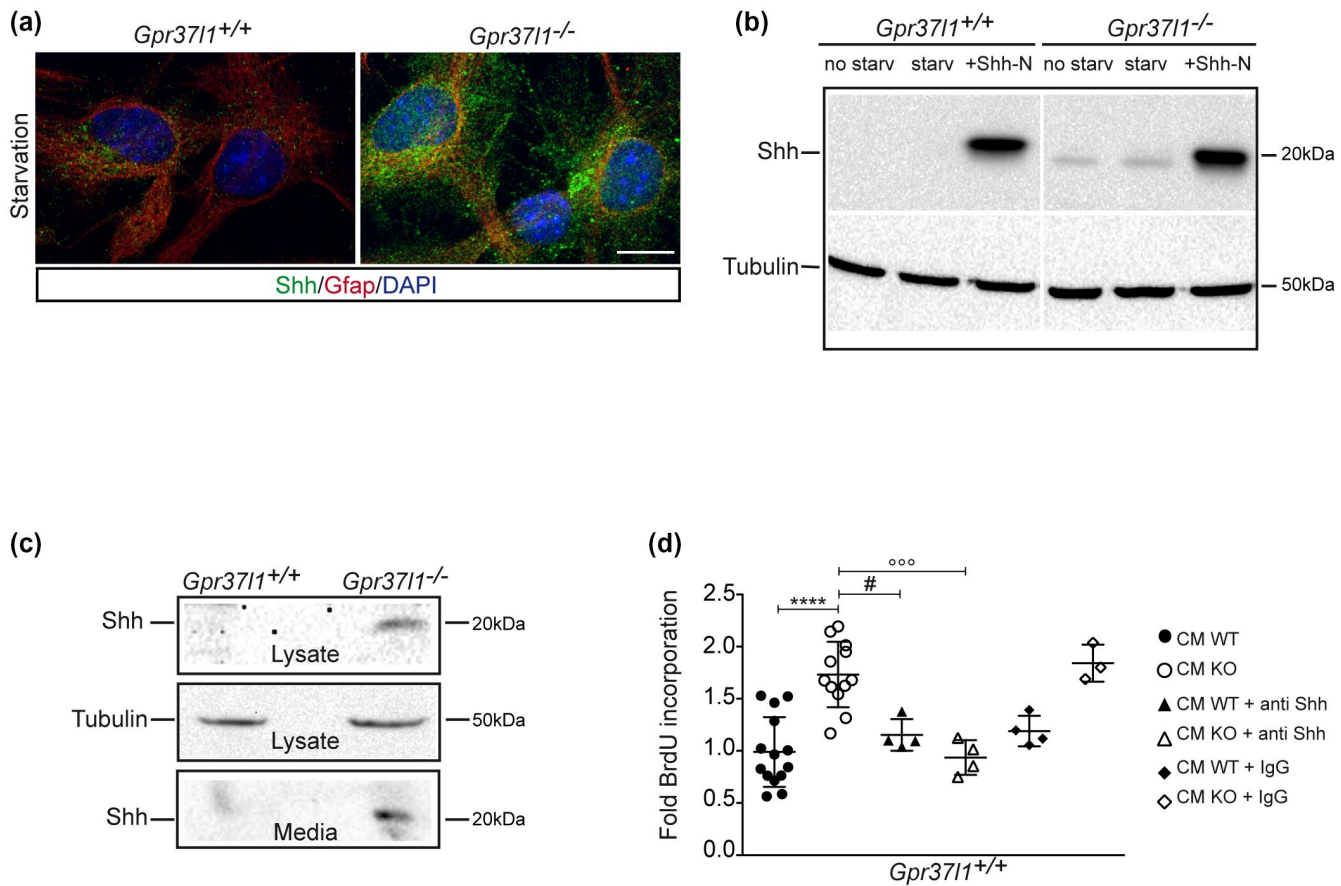 (a)
Gpr37l1+/+ Gpr37l1-/-
Starvation
Shh/Gfap/DAPI
(b)
Gpr37l1+/+ Gpr37l1-/-
no starv starv +Shh-N no starv starv +Shh-N
Shh 20kDa
Tubulin 50kDa
(c)
Gpr37l1+/+ Gpr37l1-/-
Shh 20kDa
Lysate
Tubulin 50kDa
Lysate
Shh 20kDa
Media
(d)
Fold BrdU incorporation
2.5
2.0
1.5
1.0
0.5
0.0
°°°
#
****
Gpr37l1+/+
CM WT
CM KO
CM WT + anti Shh
CM KO + anti Shh
CM WT + IgG
CM KO + IgG